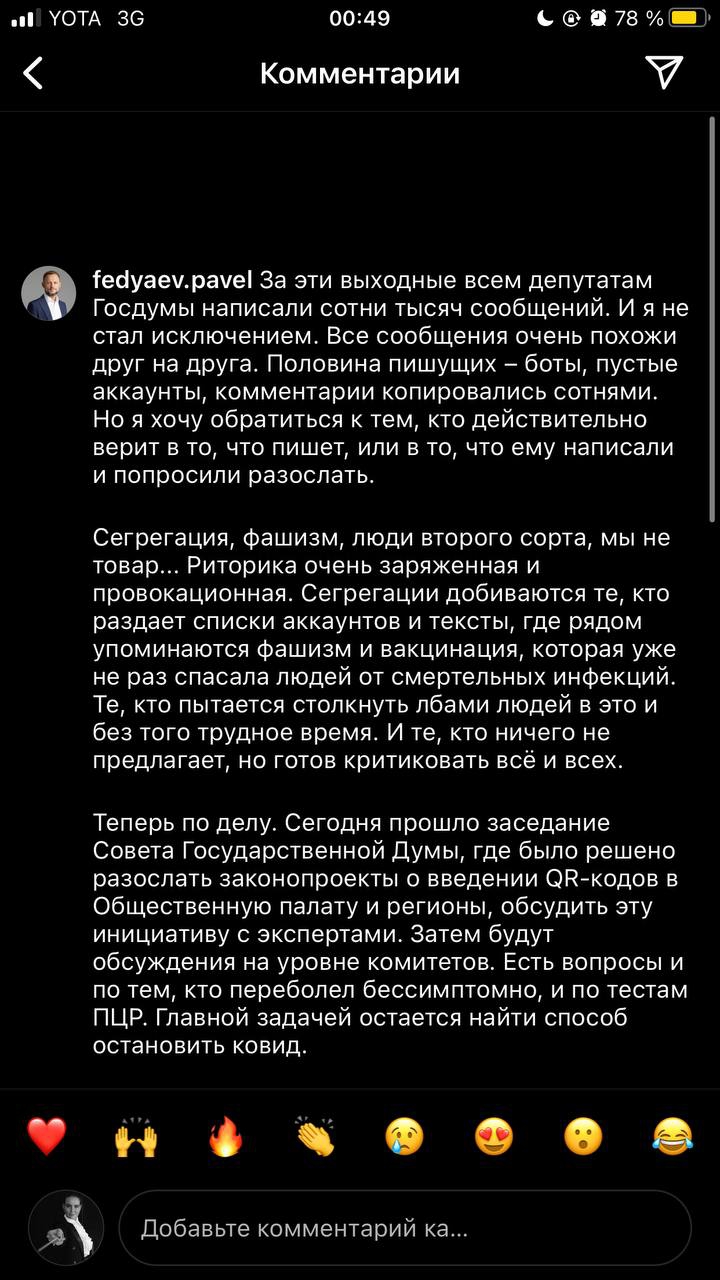 YOTA 3G 00:49 78 %
Комментарии
fedyaev.pavel За эти выходные всем депутатам
Госдумы написали сотни тысяч сообщений. И я не
стал исключением. Все сообщения очень похожи
друг на друга. Половина пишущих – боты, пустые
аккаунты, комментарии копировались сотнями.
Но я хочу обратиться к тем, кто действительно
верит в то, что пишет, или в то, что ему написали
и попросили разослать.
Сегрегация, фашизм, люди второго сорта, мы не
товар... Риторика очень заряженная и
провокационная. Сегрегации добиваются те, кто
раздает списки аккаунтов и тексты, где рядом
упоминаются фашизм и вакцинация, которая уже
не раз спасала людей от смертельных инфекций.
Те, кто пытается столкнуть лбами людей в это и
без того трудное время. И те, кто ничего не
предлагает, но готов критиковать всё и всех.
Теперь по делу. Сегодня прошло заседание
Совета Государственной Думы, где было решено
разослать законопроекты о введении QR-кодов в
Общественную палату и регионы, обсудить эту
инициативу с экспертами. Затем будут
обсуждения на уровне комитетов. Есть вопросы и
по тем, кто переболел бессимптомно, и по тестам
ПЦР. Главной задачей остается найти способ
остановить ковид.
Добавьте комментарий ка...